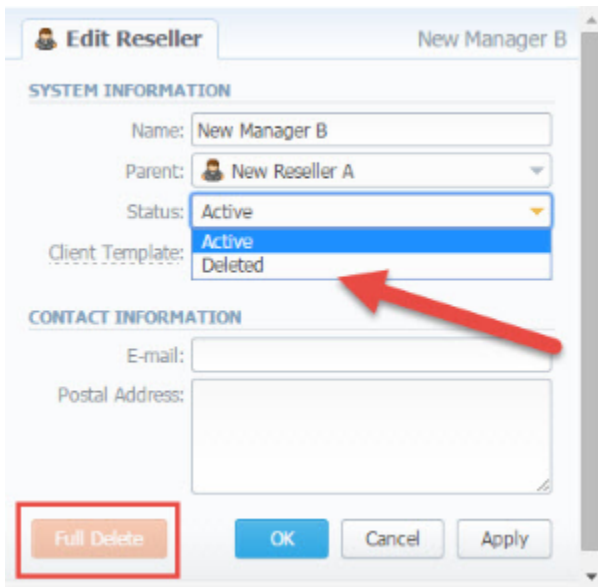 Edit Reseller New Manager B
SYSTEM INFORMATION
Name: New Manager B
Parent: New Reseller A
Status: Active
Active
Client Template:
Deleted
CONTACT INFORMATION
E-mail:
Postal Address:
Full Delete OK Cancel Apply